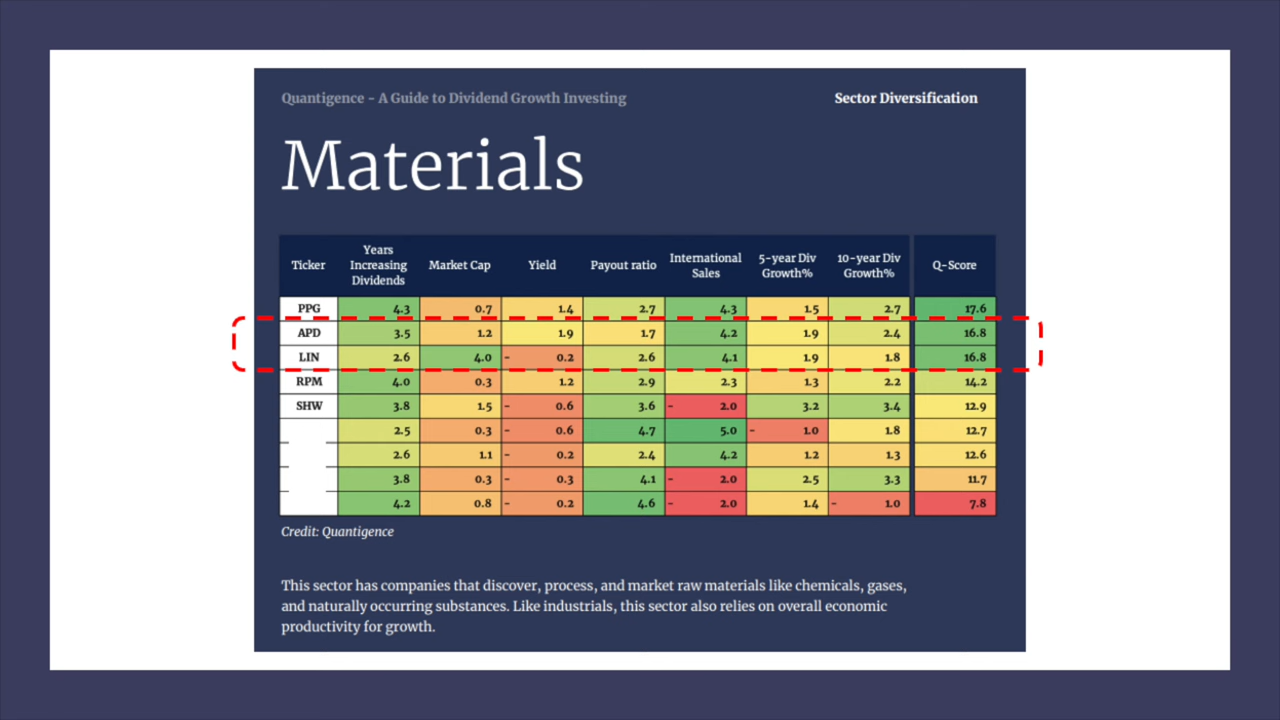 Quantigence - A Guide to Dividend Growth Investing Sector Diversification
Materials
Ticker Years Increasing Dividends Market Cap Yield Payout ratio International Sales 5-year Div Growth% 10-year Div Growth% Q-Score
PPG 4.3 0.7 1.4 2.7 4.3 1.5 2.7 17.6
APD 3.5 1.2 1.9 1.7 4.2 1.9 2.4 16.8
LIN 2.6 4.0 - 0.2 2.6 4.1 1.9 1.8 16.8
RPM 4.0 0.3 1.2 2.9 2.3 1.3 2.2 14.2
SHW 3.8 1.5 - 0.6 3.6 - 2.0 3.2 3.4 12.9
2.5 0.3 - 0.6 4.7 5.0 - 1.0 1.8 12.7
2.6 1.1 - 0.2 2.4 4.2 1.2 1.3 12.6
3.8 0.3 - 0.3 4.1 - 2.0 2.5 3.3 11.7
4.2 0.8 - 0.2 4.6 - 2.0 1.4 - 1.0 7.8
Credit: Quantigence
This sector has companies that discover, process, and market raw materials like chemicals, gases,
and naturally occurring substances. Like industrials, this sector also relies on overall economic
productivity for growth.